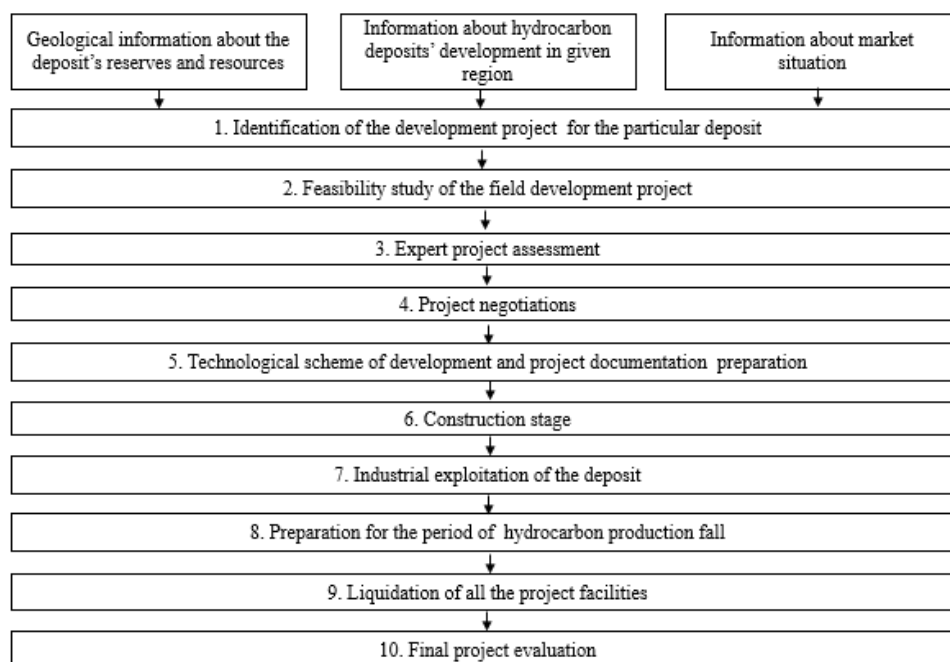 Geological information about the
deposit's reserves and resources
Information about hydrocarbon
deposits' development in given
region
Information about market
situation
1. Identification of the development project for the particular deposit
2. Feasibility study of the field development project
3. Expert project assessment
4. Project negotiations
5. Technological scheme of development and project documentation preparation
6. Construction stage
7. Industrial exploitation of the deposit
8. Preparation for the period of hydrocarbon production fall
9. Liquidation of all the project facilities
10. Final project evaluation